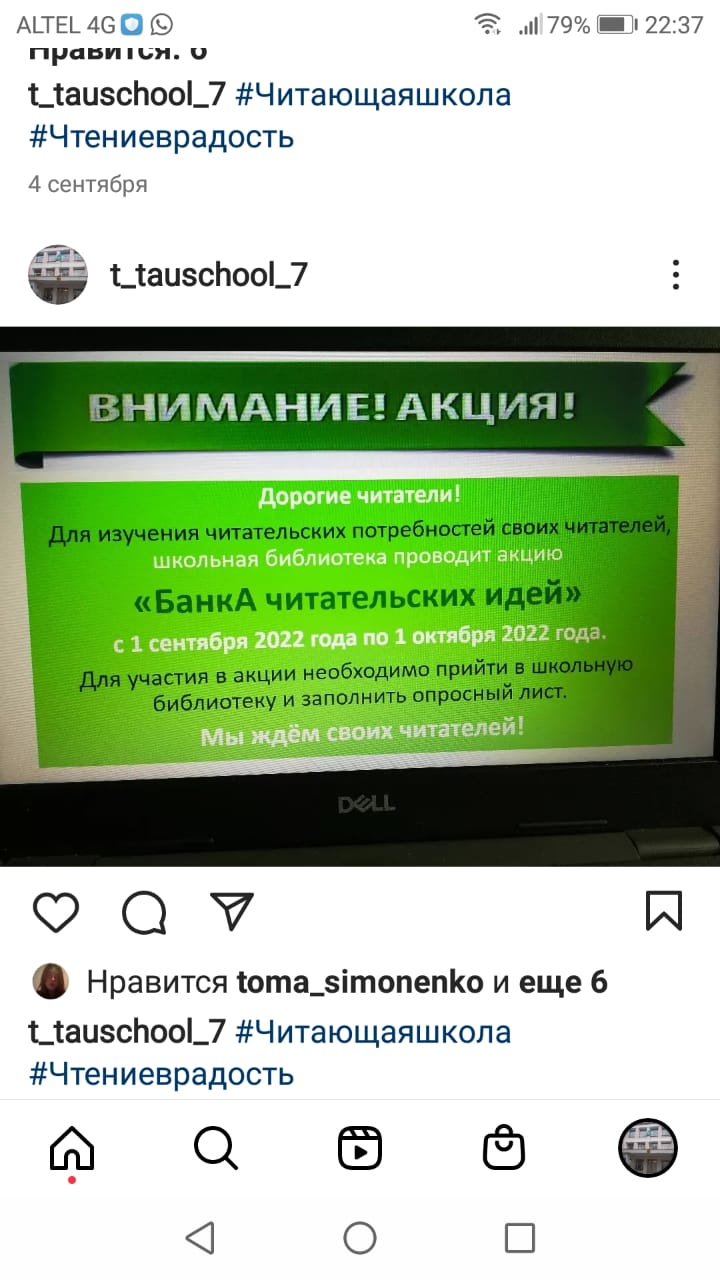 ALTEL 4G 79% 22:37
Нравится: 6
t_tauschool_7 #Читающаяшкола
#Чтениеврадость
4 сентября
t_tauschool_7
ВНИМАНИЕ! АКЦИЯ!
Дорогие читатели!
Для изучения читательских потребностей своих читателей,
школьная библиотека проводит акцию
«БанкА читательских идей»
с 1 сентября 2022 года по 1 октября 2022 года.
Для участия в акции необходимо прийти в школьную
библиотеку и заполнить опросный лист.
Мы ждём своих читателей!
DELL
Нравится toma_simonenko и еще 6
t_tauschool_7 #Читающаяшкола
#Чтениеврадость